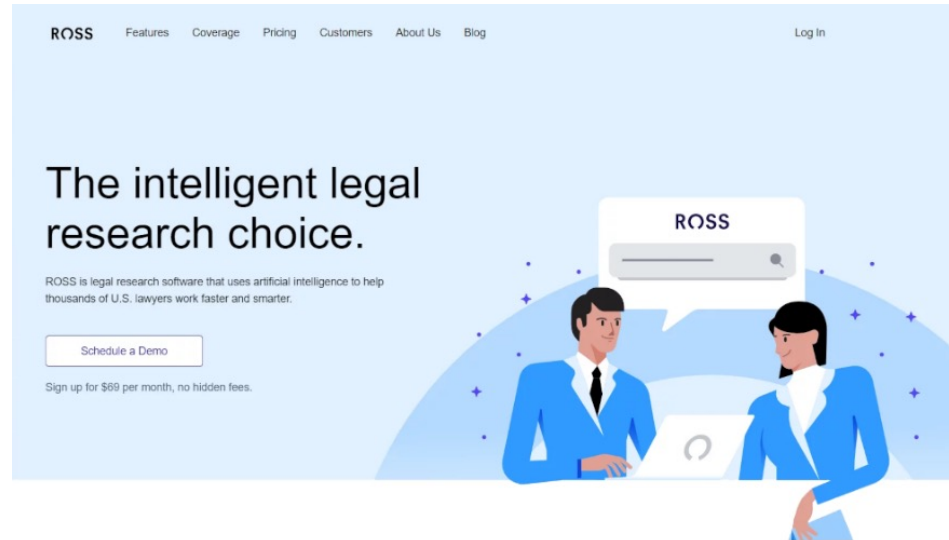 ROSS Features Coverage Pricing Customers About Us Blog Log In
The intelligent legal
research choice.
ROSS is legal research software that uses artificial intelligence to help
thousands of U.S. lawyers work faster and smarter.
Schedule a Demo
Sign up for $69 per month, no hidden fees.
ROSS